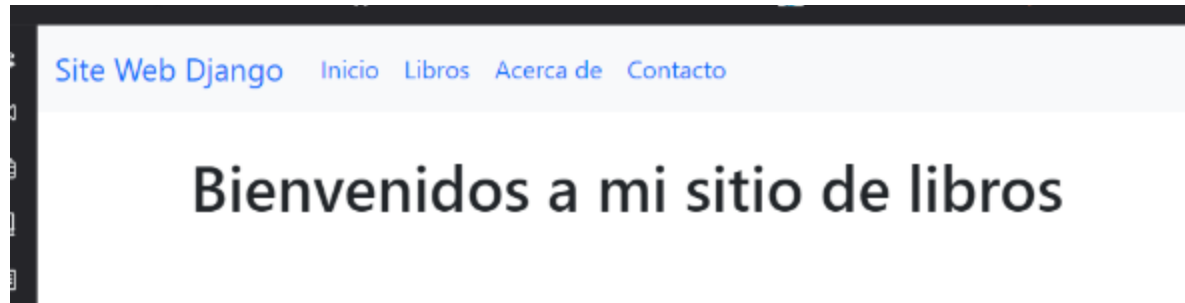 Site Web Django Inicio Libros Acerca de Contacto
Bienvenidos a mi sitio de libros